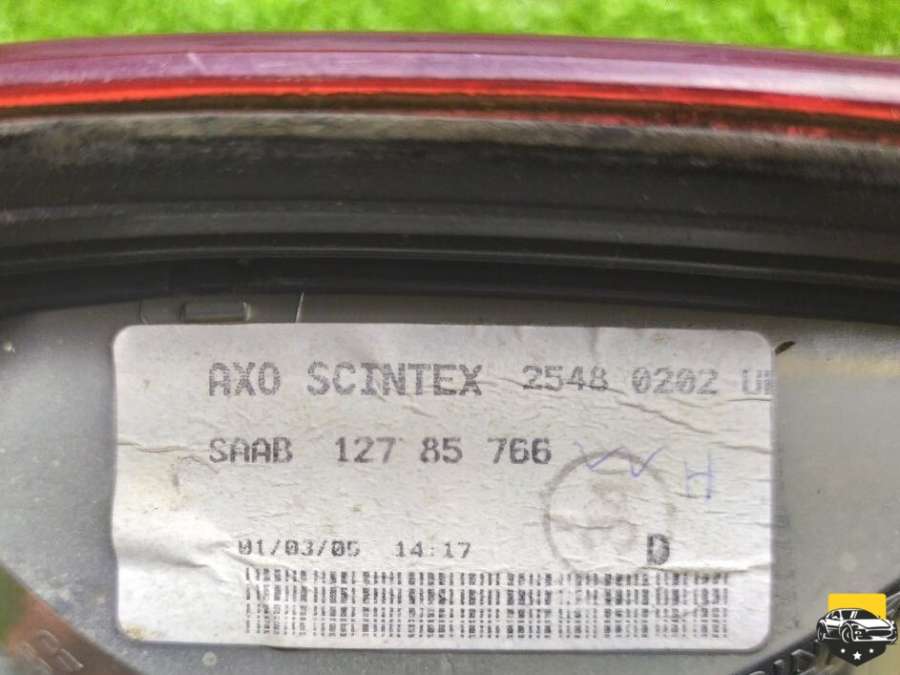 AXO SCINTEX 2548 0202
SAAB 127 85 766
H
01/03/05 14:17
D